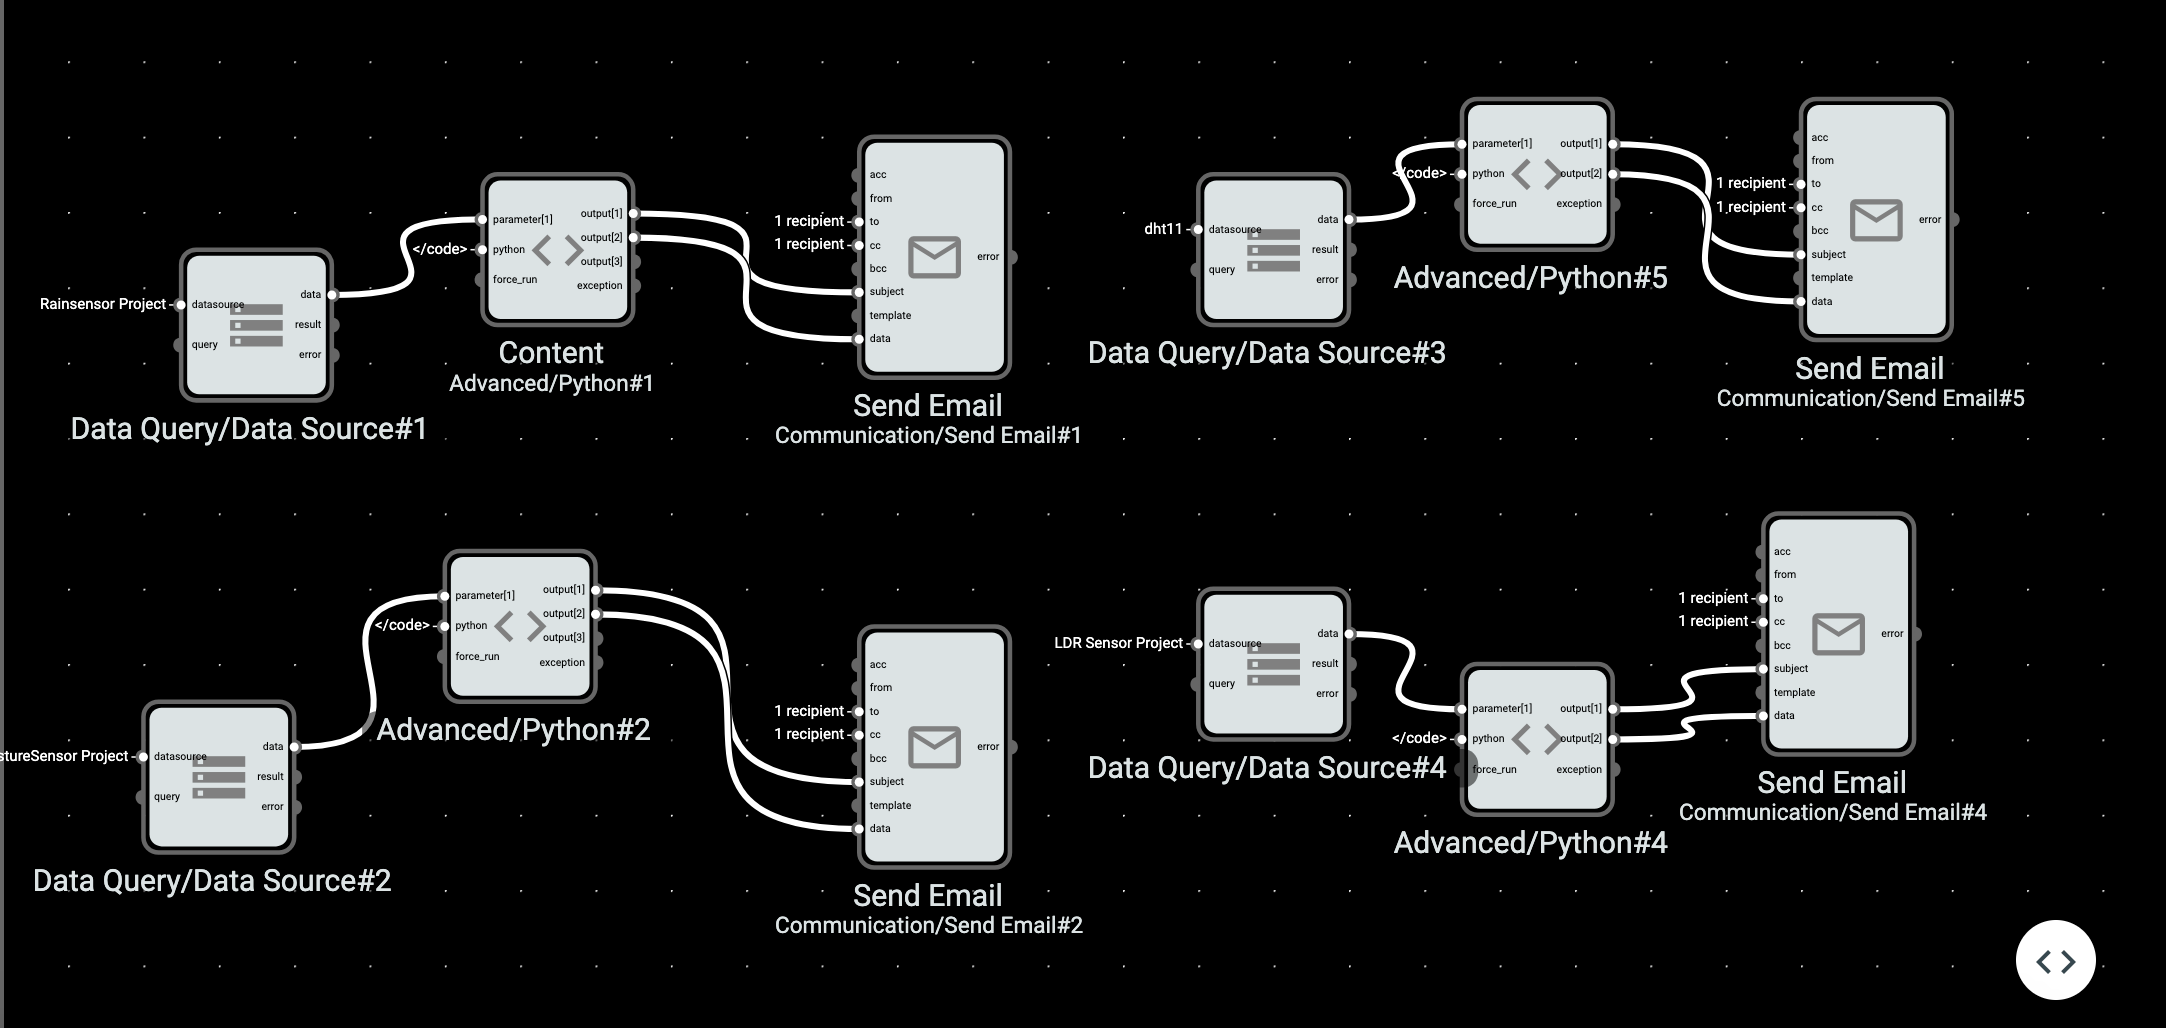 Rainsensor Project
datasource
query
data
result
error
Data Query/Data Source#1
</code>
parameter[1]
python
force_run
output[1]
output[2]
output[3]
exception
Content
Advanced/Python#1
1 recipient
1 recipient
acc
from
to
cc
bcc
subject
template
data
error
Send Email
Communication/Send Email#1
dht11
datasource
query
data
result
error
Data Query/Data Source#3
</code>
parameter[1]
python
force_run
output[1]
output[2]
exception
Advanced/Python#5
1 recipient
1 recipient
acc
from
to
cc
bcc
subject
template
data
error
Send Email
Communication/Send Email#5
stureSensor Project
datasource
query
data
result
error
Data Query/Data Source#2
</code>
parameter[1]
python
force_run
output[1]
output[2]
output[3]
exception
Advanced/Python#2
1 recipient
1 recipient
acc
from
to
cc
bcc
subject
template
data
error
Send Email
Communication/Send Email#2
LDR Sensor Project
datasource
query
data
result
error
Data Query/Data Source#4
</code>
parameter[1]
python
force_run
output[1]
output[2]
exception
Advanced/Python#4
1 recipient
1 recipient
acc
from
to
cc
bcc
subject
template
data
error
Send Email
Communication/Send Email#4